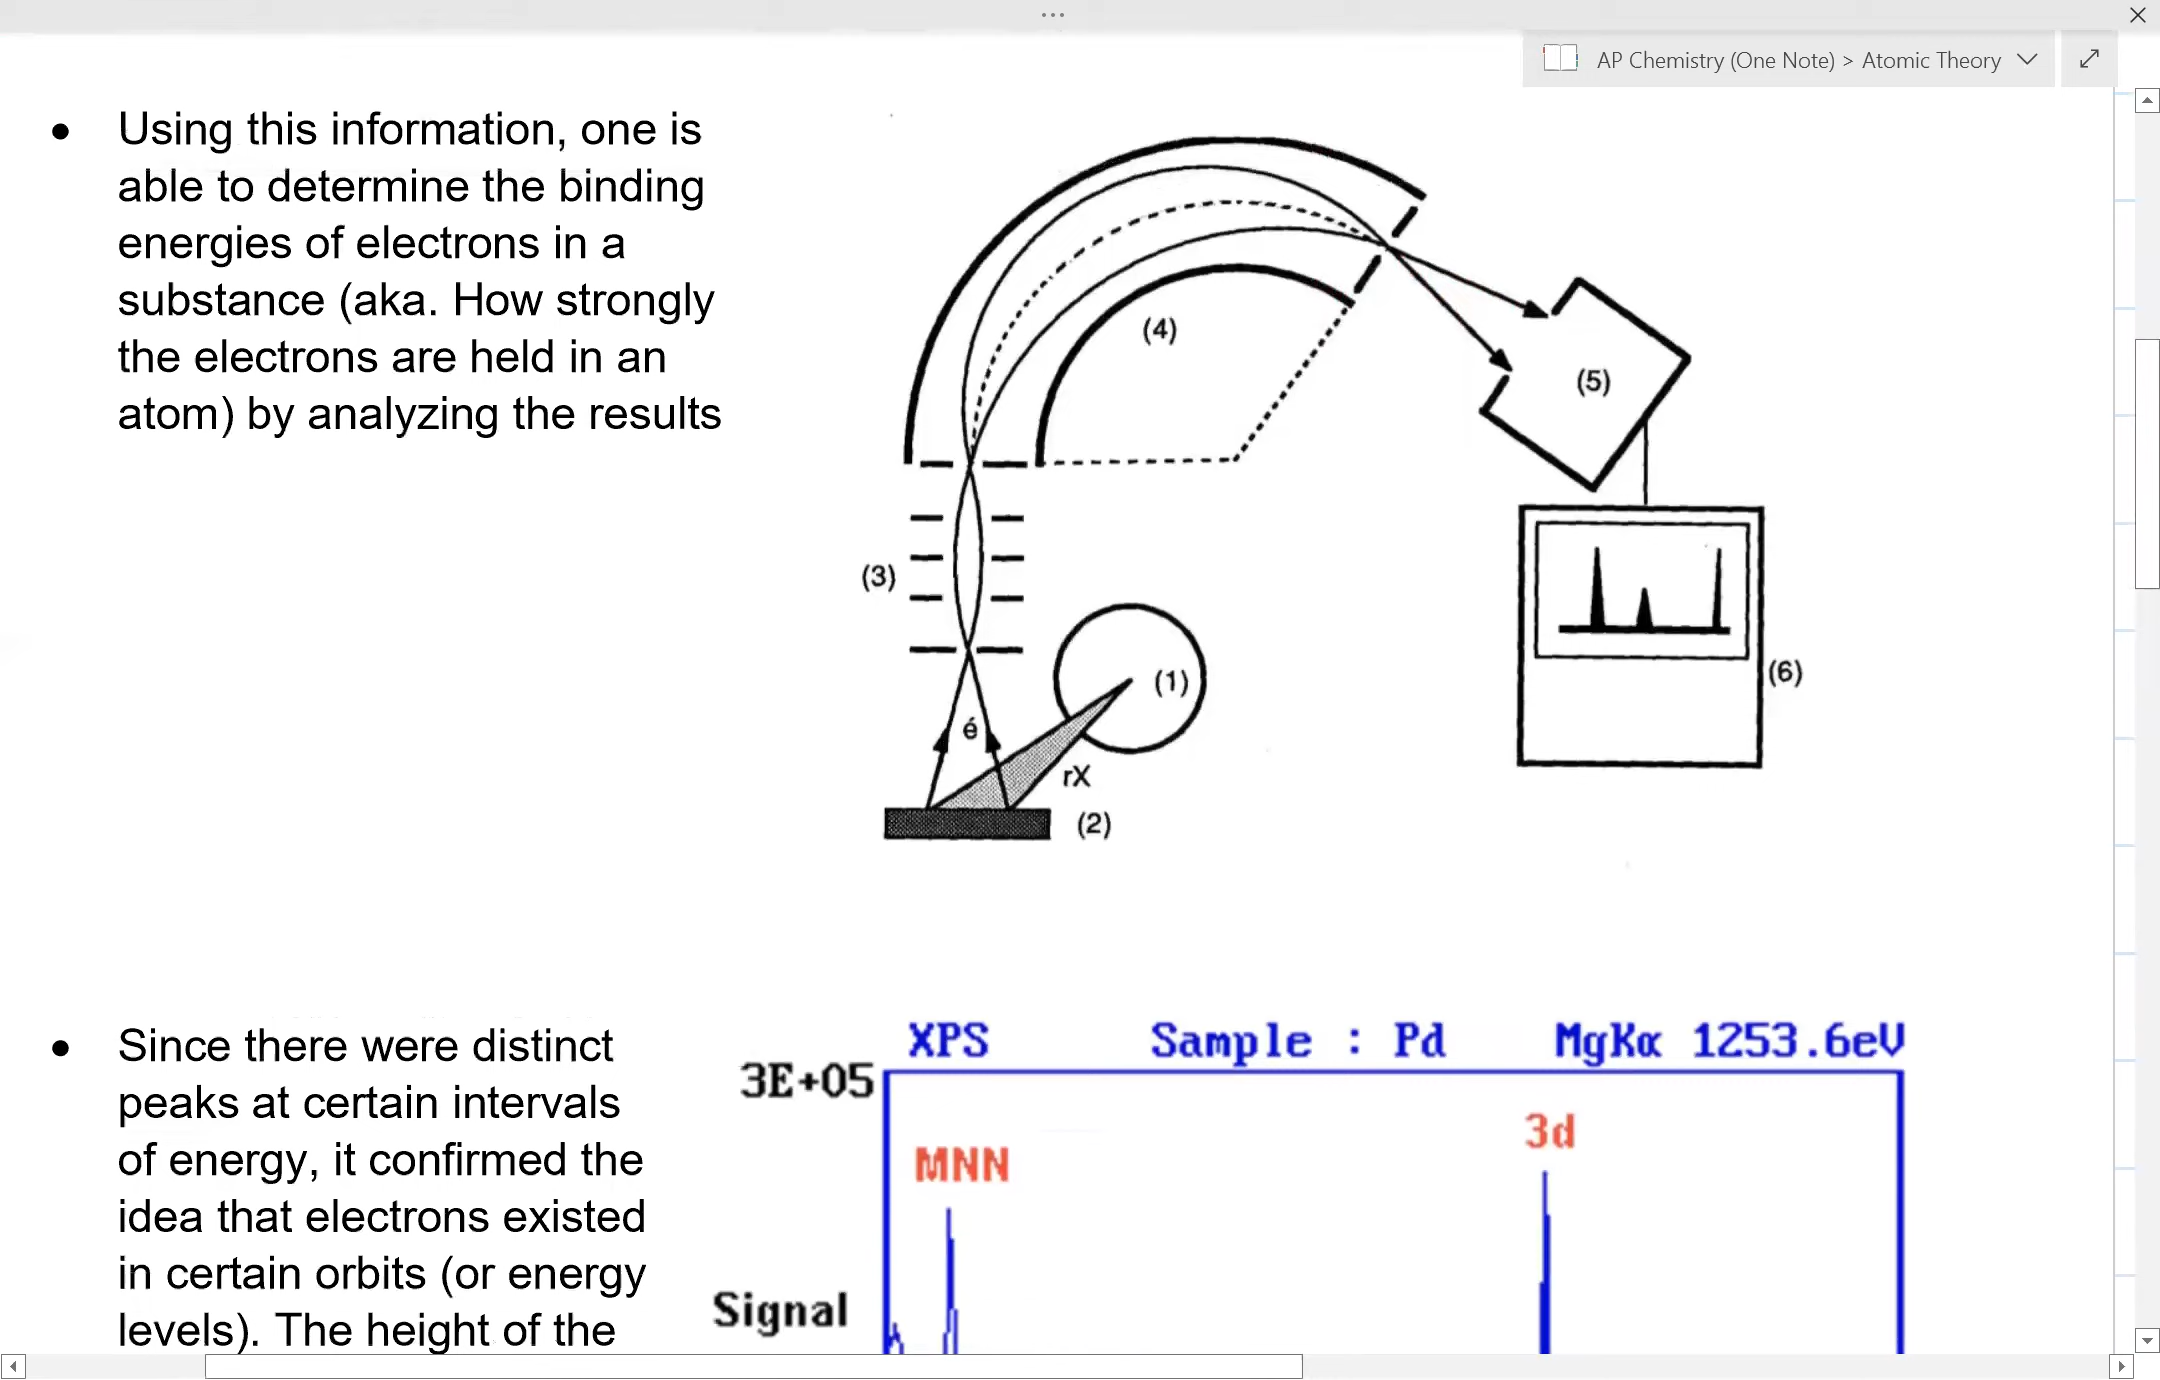 AP Chemistry (One Note) > Atomic Theory
• Using this information, one is
able to determine the binding
energies of electrons in a
substance (aka. How strongly
the electrons are held in an
atom) by analyzing the results
(4)
(5)
(3)
(1)
(6)
é
rX
(2)
• Since there were distinct
peaks at certain intervals
of energy, it confirmed the
idea that electrons existed
in certain orbits (or energy
levels). The height of the
XPS Sample : Pd MgKα 1253.6eV
3E+05
3d
MNN
Signal